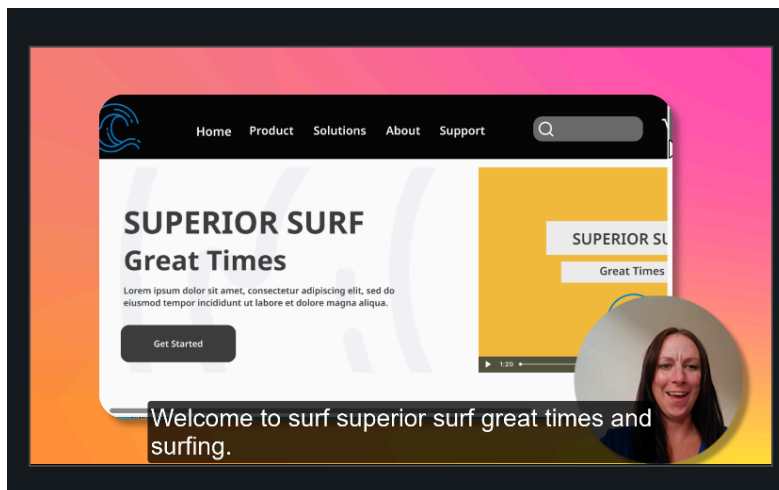 Home Product Solutions About Support
SUPERIOR SURF
Great Times
Lorem ipsum dolor sit amet, consectetur adipiscing elit, sed do
eiusmod tempor incididunt ut labore et dolore magna aliqua.
Get Started
SUPERIOR SU
Great Times
1:20
Welcome to surf superior surf great times and
surfing.